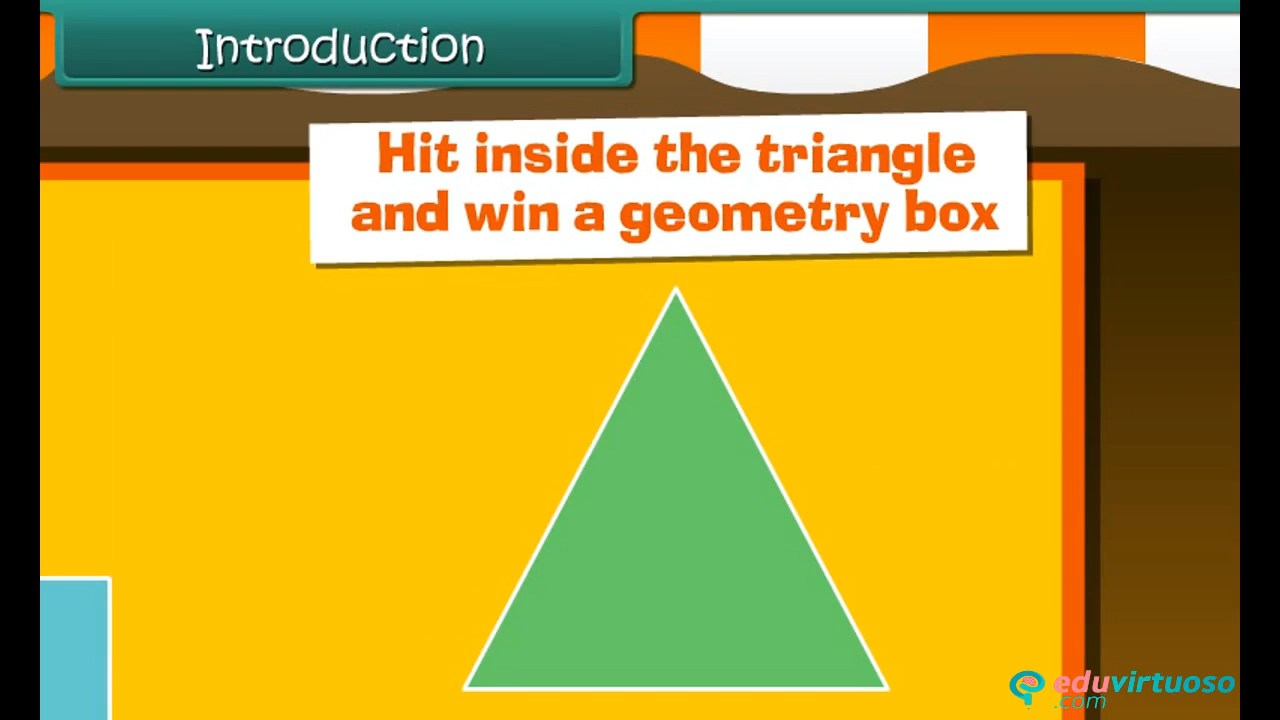 Introduction
Hit inside the triangle
and win a geometry box
eduvirtuoso
.com